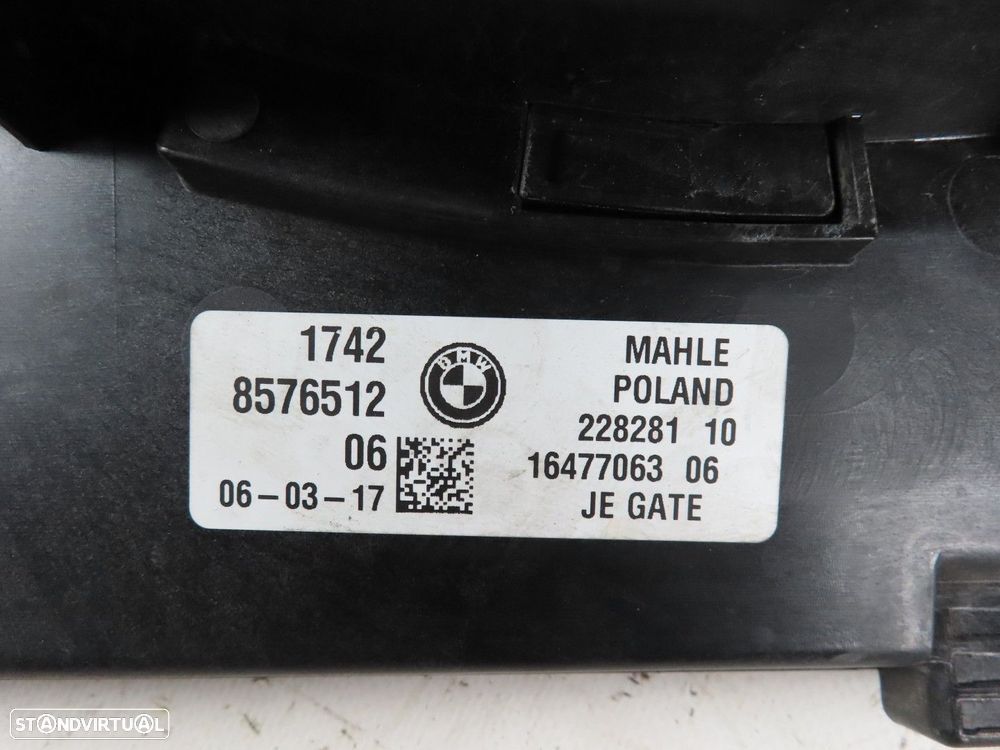 1742
8576512
06
06-03-17
BMW
MAHLE
POLAND
228281 10
16477063 06
JE GATE
STANDVIRTUAL